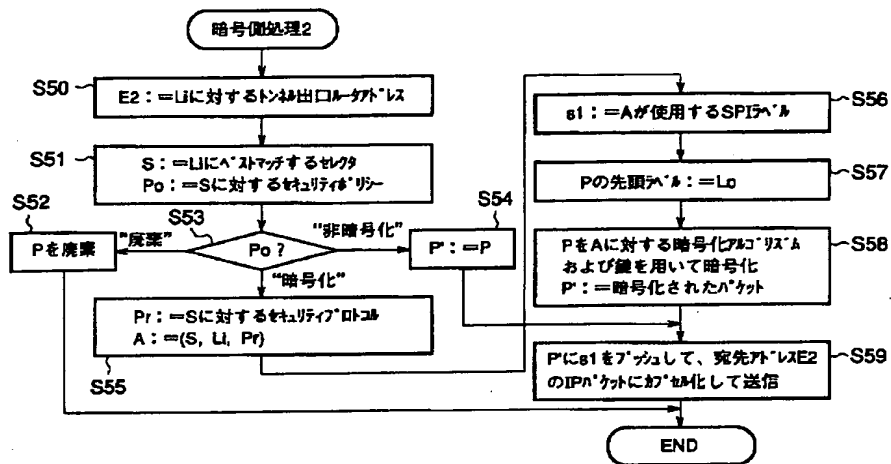 暗号側処理2
S50
E2：=Liに対するトンネル出口ルータアドレス
S51
S：=Liにベストマッチするセレクタ
Po：=Sに対するセキュリティポリシー
S52
Pを廃棄
S53
"廃棄"
Po？
"非暗号化"
"暗号化"
S54
P'：=P
Pr：=Sに対するセキュリティプロトコル
A：=(S, Li, Pr)
S55
s1：=Aが使用するSPIラベル
S56
Pの先頭ラベル：=Lo
S57
PをAに対する暗号化アルゴリズム
および鍵を用いて暗号化
P'：=暗号化されたパケット
S58
P'にs1をプッシュして、宛先アドレスE2
のIPパケットにカプセル化して送信
S59
END